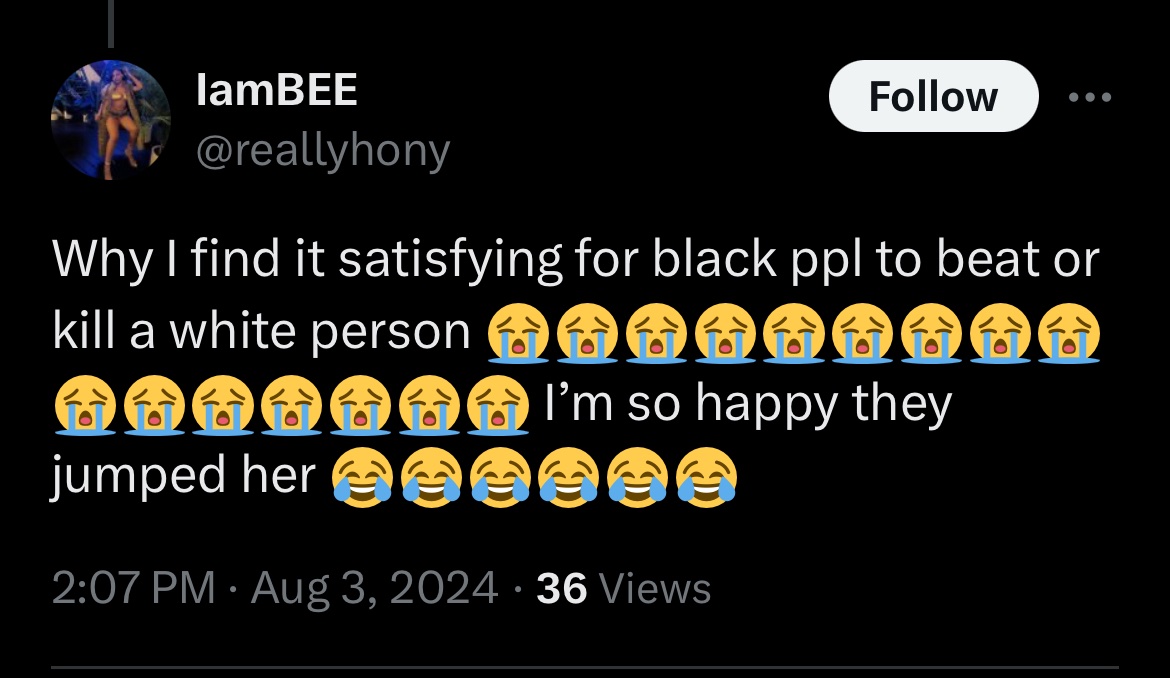 IamBEE
@reallyhony
Follow
Why I find it satisfying for black ppl to beat or
kill a white person 😭😭😭😭😭😭😭😭😭
😭😭😭😭😭😭😭 I’m so happy they
jumped her 😂😂😂😂😂😂
2:07 PM · Aug 3, 2024 · 36 Views